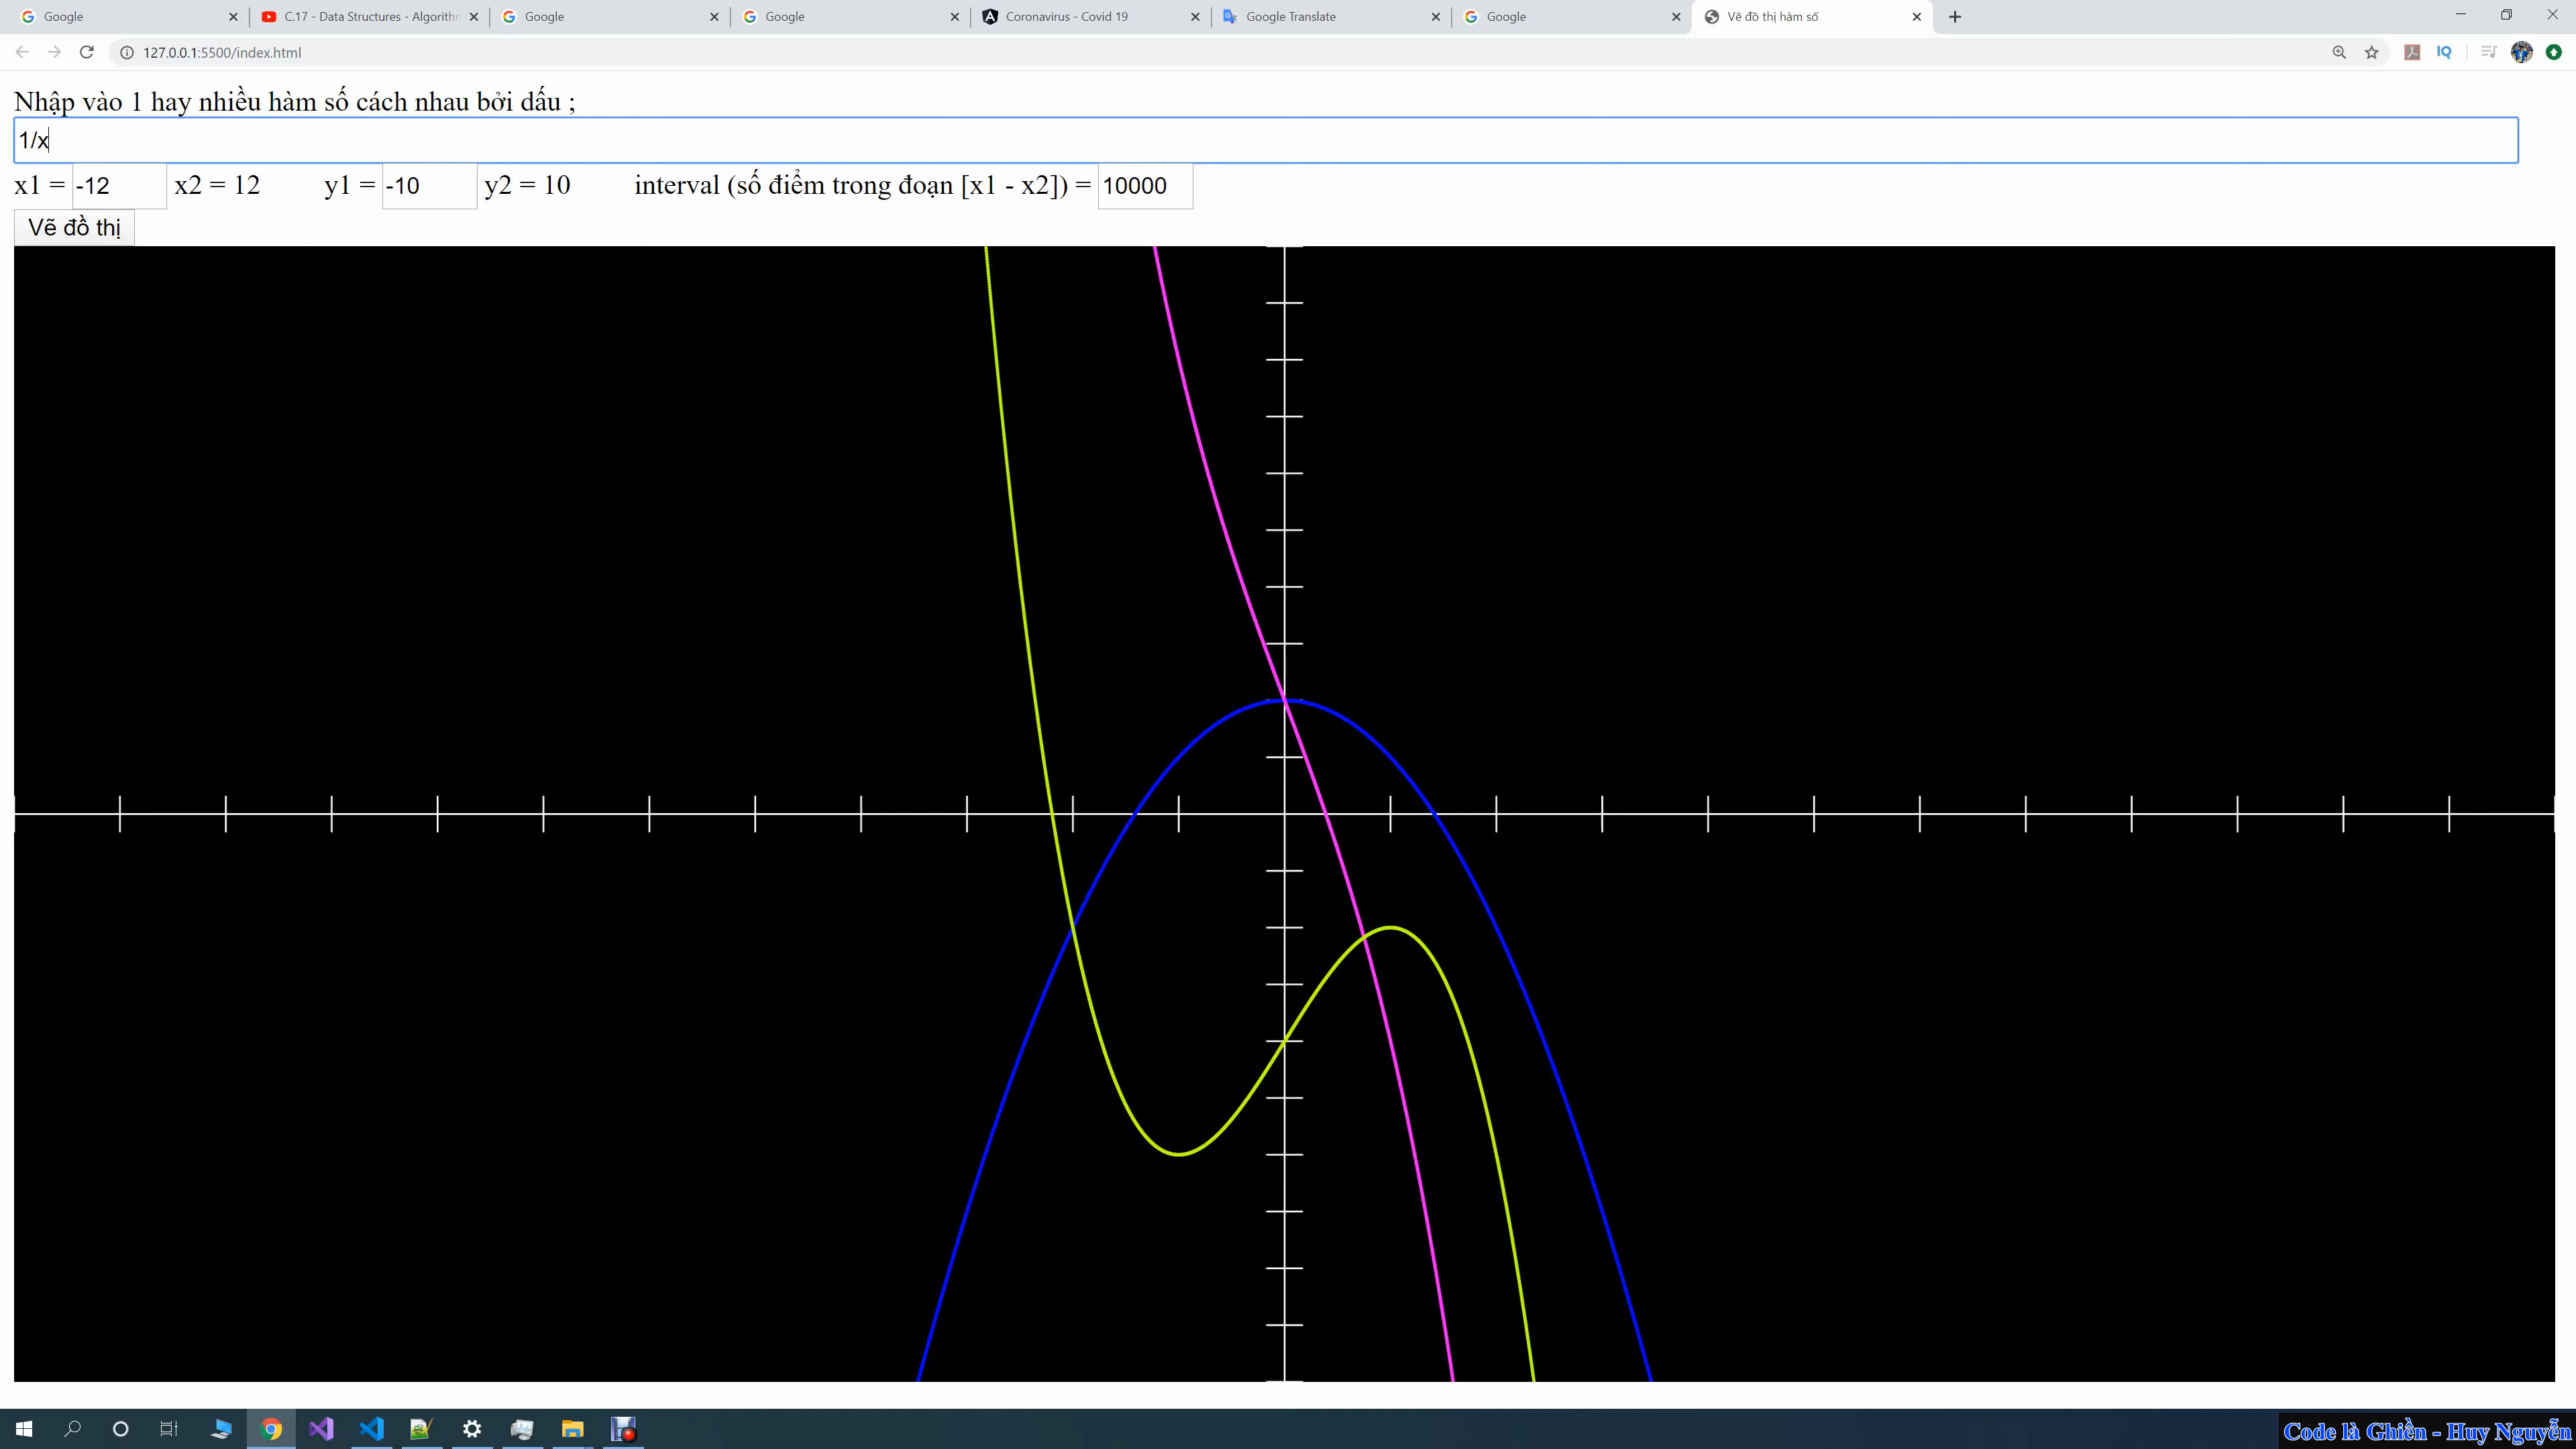 Google
C.17 - Data Structures - Algorithm
Google
Google
Coronavirus - Covid 19
Google Translate
Google
Vẽ đồ thị hàm số
127.0.0.1:5500/index.html
IQ
Nhập vào 1 hay nhiều hàm số cách nhau bởi dấu ;
1/x
x1 = -12 x2 = 12 y1 = -10 y2 = 10 interval (số điểm trong đoạn [x1 - x2]) = 10000
Vẽ đồ thị
Code là Ghiền - Huy Nguyễn